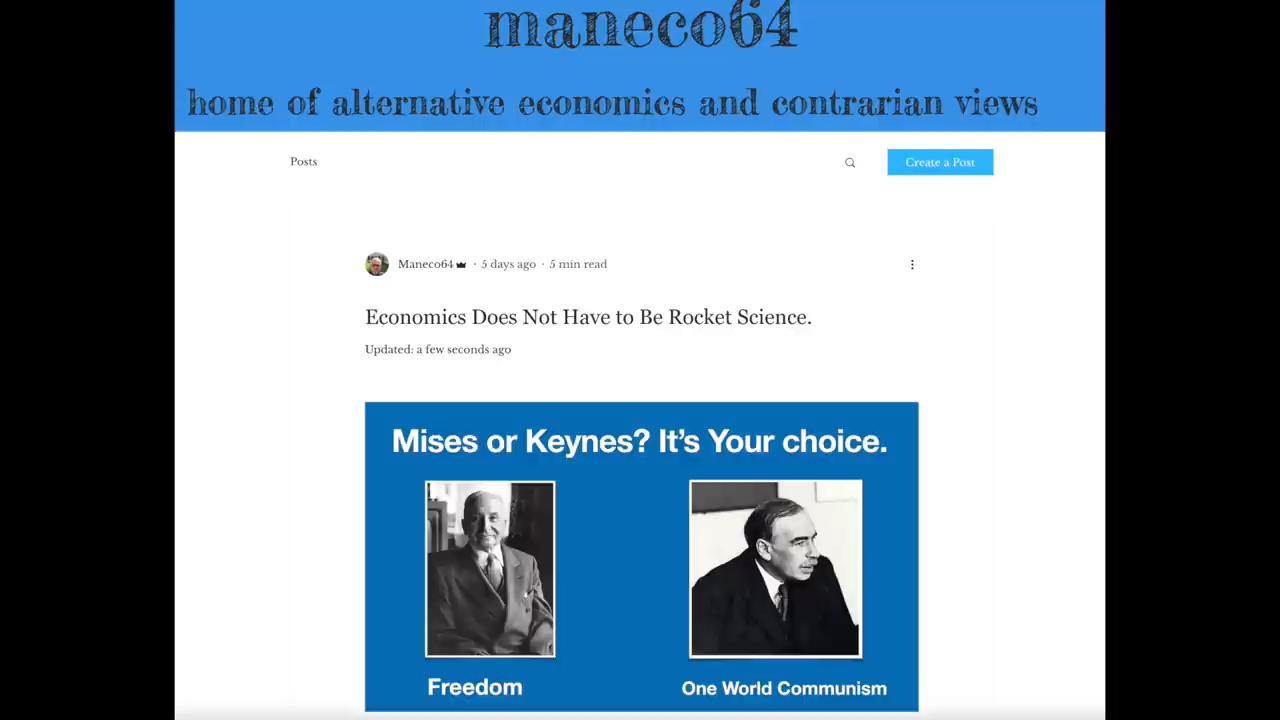 maneco64
home of alternative economics and contrarian views
Posts
Create a Post
Maneco64 · 5 days ago · 5 min read
Economics Does Not Have to Be Rocket Science.
Updated: a few seconds ago
Mises or Keynes? It's Your choice.
Freedom
One World Communism